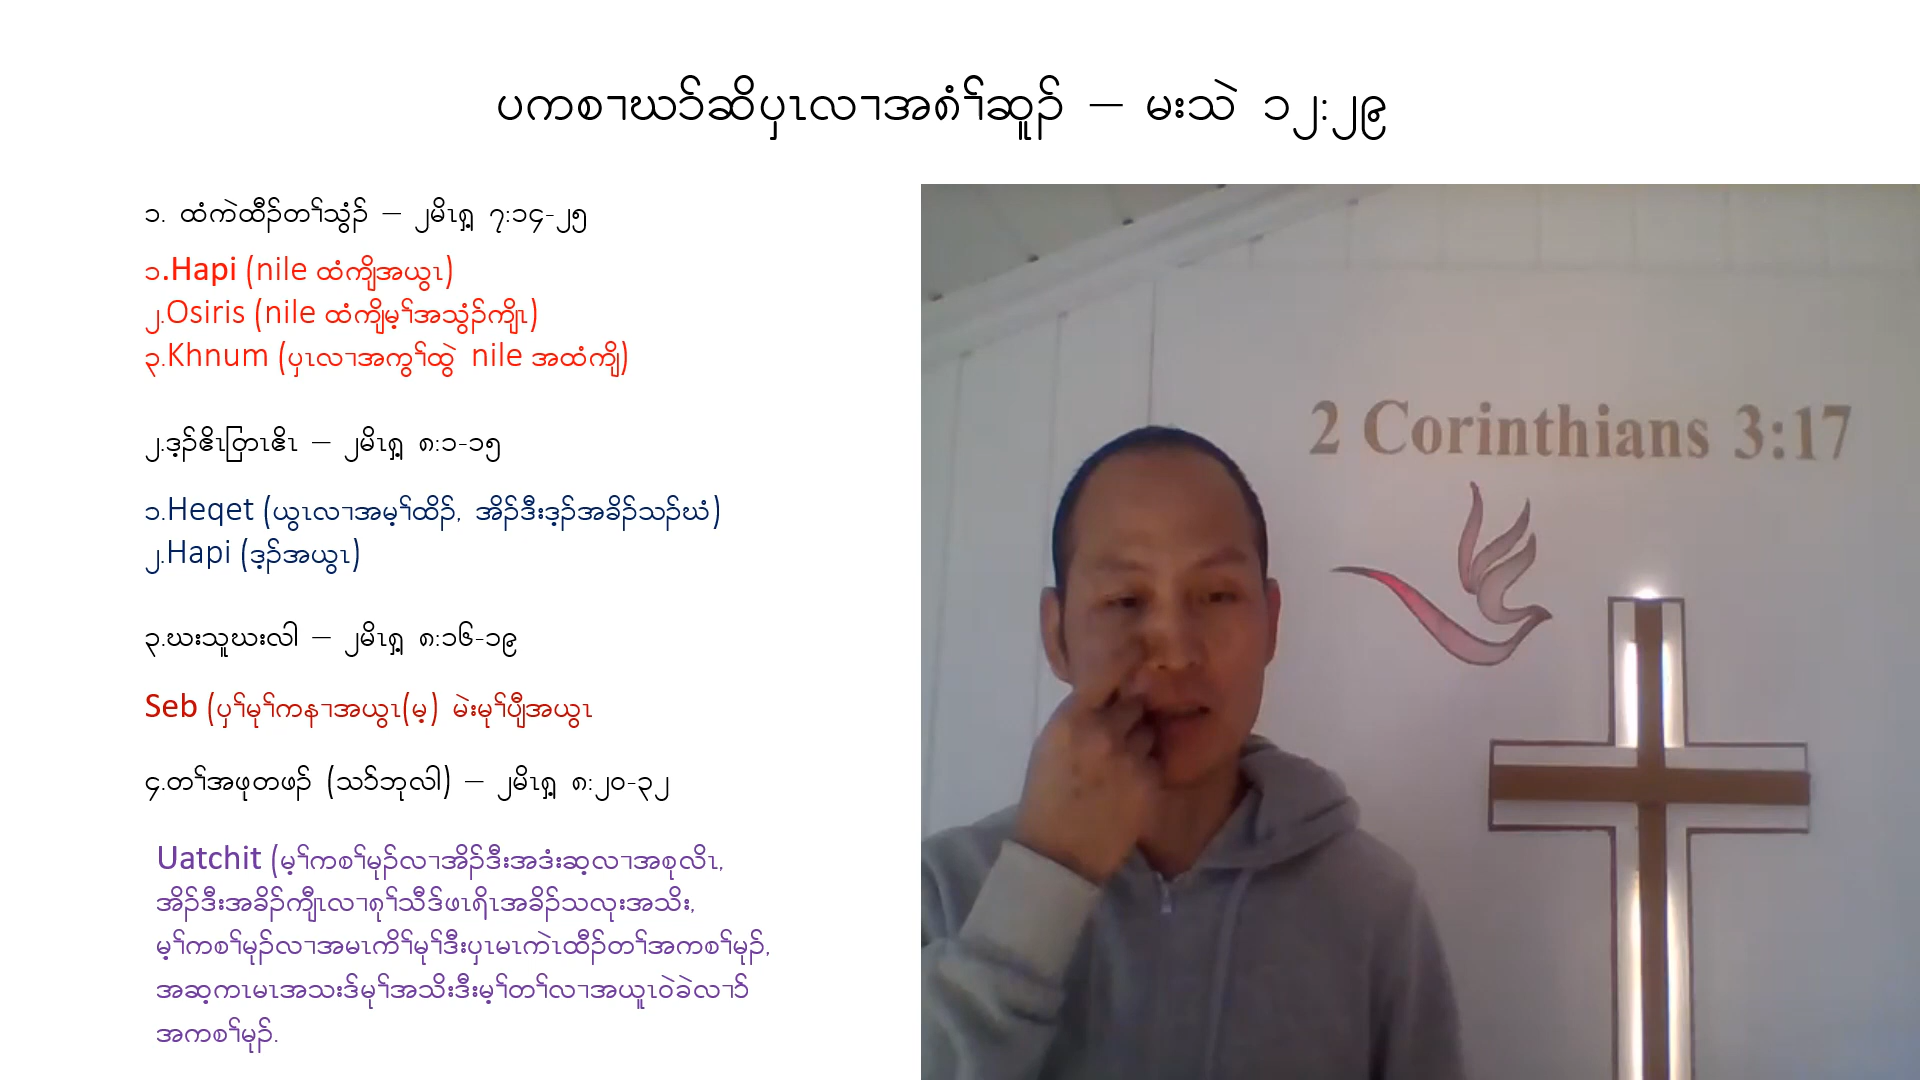 ပကစၢဃာ်ဆိပှၤလၢအ၈ံၢ်ဆူၣ် – မးသဲ ၁၂:၂၉
၁. ထံကဲထီၣ်တၢ်သွံၣ် – ၂မိၤရှ့ ၇:၁၄-၂၅
၁.Hapi (nile ထံကျိအယွၤ)
၂.Osiris (nile ထံကျိမ့ၢ်အသွံၣ်ကျိၤ)
၃.Khnum (ပှၤလၢအကွၢ်ထွဲ nile အထံကျိ)
၂.ဒ့ၣ်ဧိၤဝြာၤဧိၤ – ၂မိၤရှ့ ၈:၁-၁၅
၁.Heqet (ယွၤလၢအမ့ၢ်ထိၣ်, အိၣ်ဒီးဒ့ၣ်အခိၣ်သၣ်ဃံ)
၂.Hapi (ဒ့ၣ်အယွၤ)
၃.ဃးသူဃးလါ – ၂မိၤရှ့ ၈:၁၆-၁၉
Seb (ပှၢ်မုၢ်ကနၢအယွၤ(မ့) မဲးမုၢ်ပျီအယွၤ
၄.တၢ်အဖုတဖၣ် (သာ်ဘုလါ) – ၂မိၤရှ့ ၈:၂၀-၃၂
Uatchit (မ့ၢ်ကစၢ်မုၣ်လၢအိၣ်ဒီးအဒံးဆ့လၢအစုလိၤ,
အိၣ်ဒီးအခိၣ်ကျီၤလၢ၈ုၢ်သီဒ်ဖၤရိၤအခိၣ်သလုးအသိး,
မ့ၢ်ကစၢ်မုၣ်လၢအမၤကိၢ်မုၢ်ဒီးပှၤမၤကဲၤထီၣ်တၢ်အကစၢ်မုၣ်,
အဆ့ကၤမၤအသးဒ်မုၢ်အသိးဒီးမ့ၢ်တၢ်လၢအယူၤဝဲခဲလၢာ်
အကစၢ်မုၣ်.
2 Corinthians 3:17